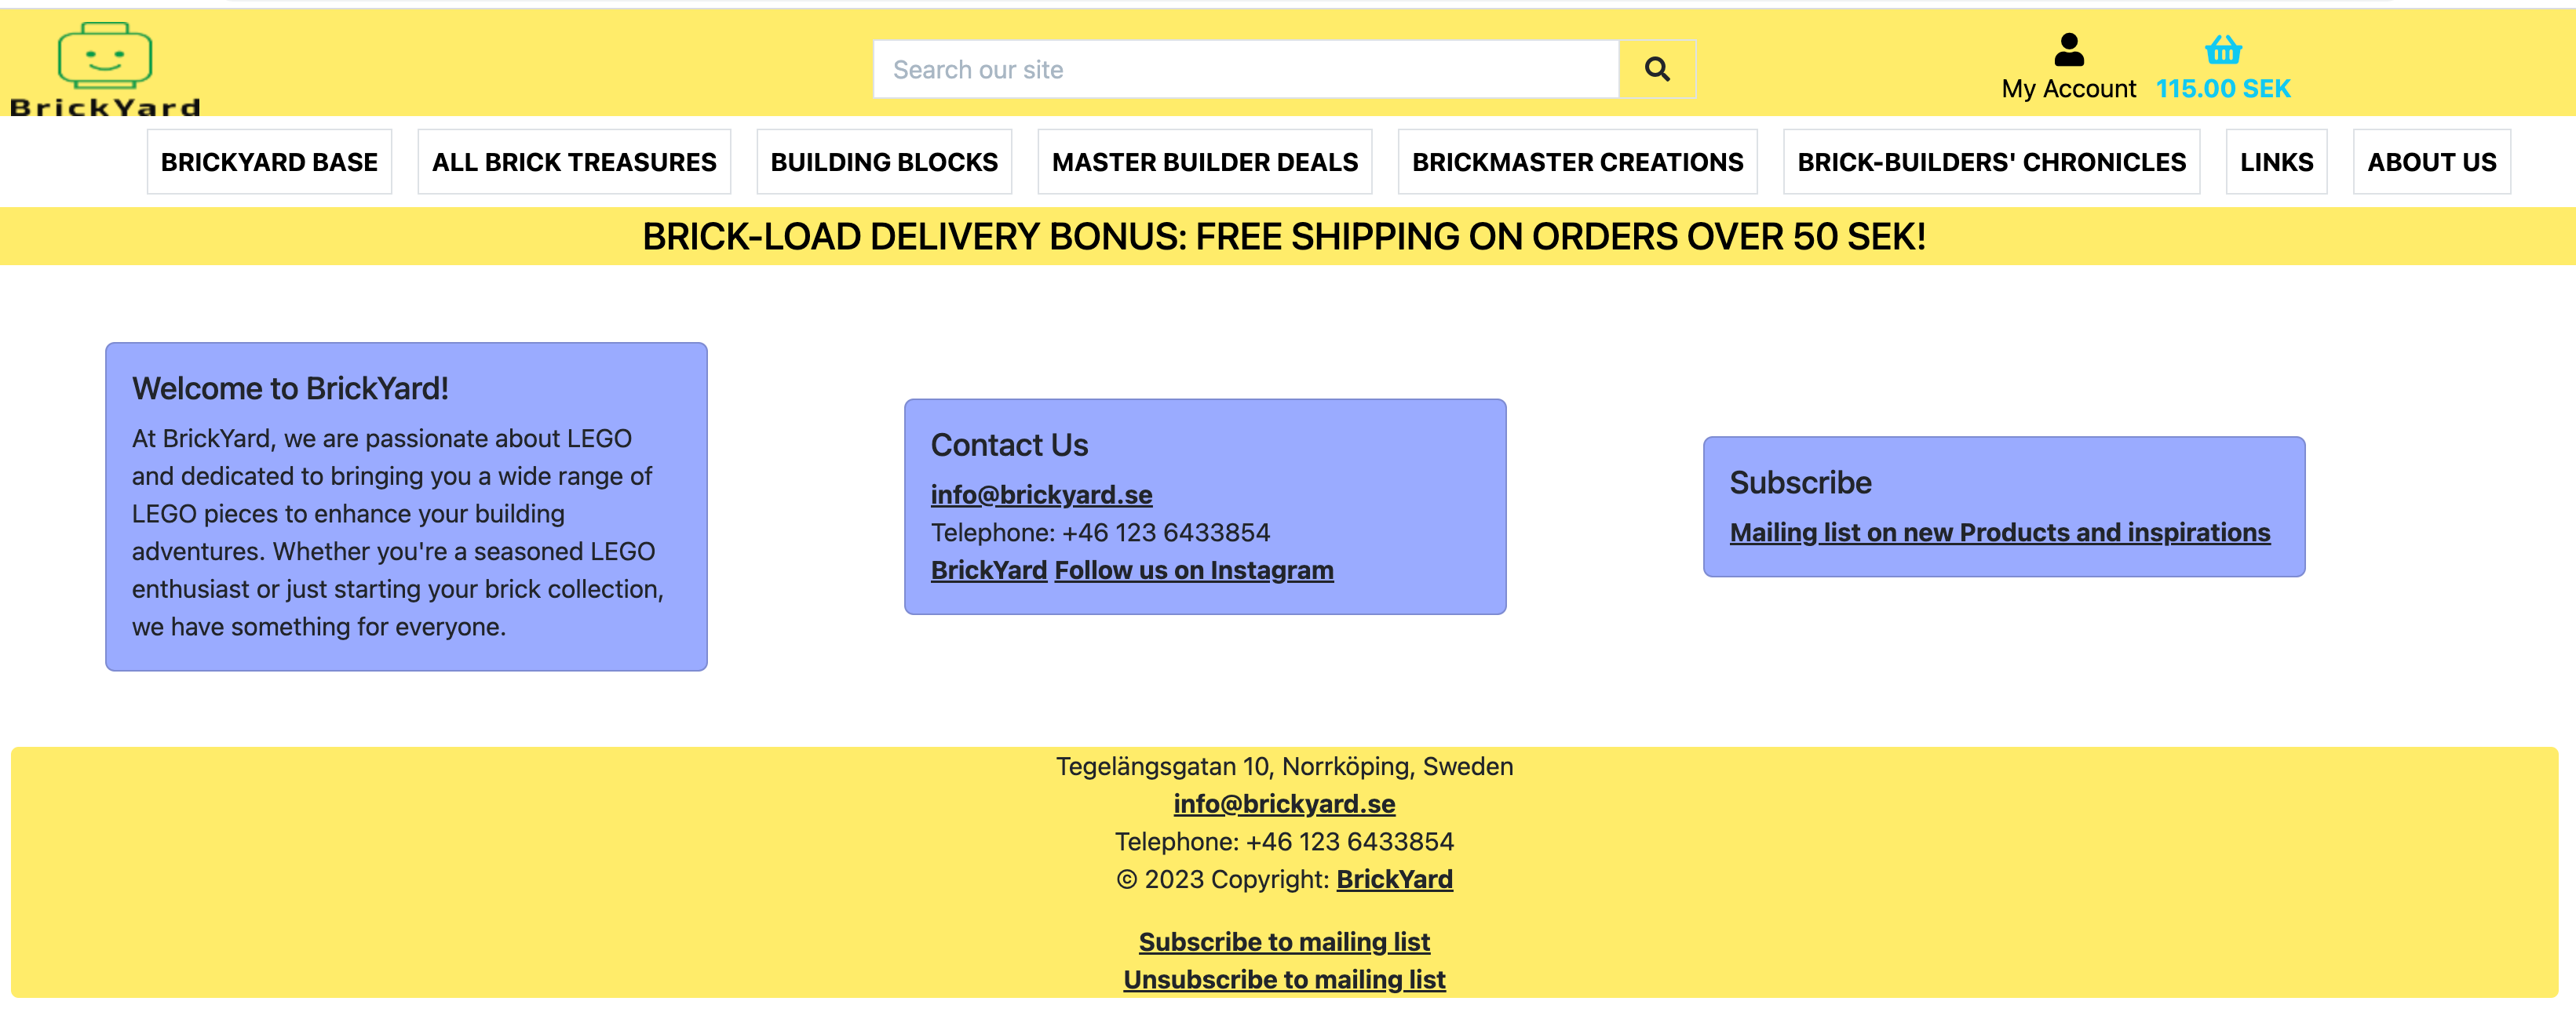 BrickYard
Search our site
My Account
115.00 SEK
BRICKYARD BASE
ALL BRICK TREASURES
BUILDING BLOCKS
MASTER BUILDER DEALS
BRICKMASTER CREATIONS
BRICK-BUILDERS' CHRONICLES
LINKS
ABOUT US
BRICK-LOAD DELIVERY BONUS: FREE SHIPPING ON ORDERS OVER 50 SEK!
Welcome to BrickYard!
At BrickYard, we are passionate about LEGO
and dedicated to bringing you a wide range of
LEGO pieces to enhance your building
adventures. Whether you're a seasoned LEGO
enthusiast or just starting your brick collection,
we have something for everyone.
Contact Us
info@brickyard.se
Telephone: +46 123 6433854
BrickYard Follow us on Instagram
Subscribe
Mailing list on new Products and inspirations
Tegelängsgatan 10, Norrköping, Sweden
info@brickyard.se
Telephone: +46 123 6433854
© 2023 Copyright: BrickYard
Subscribe to mailing list
Unsubscribe to mailing list